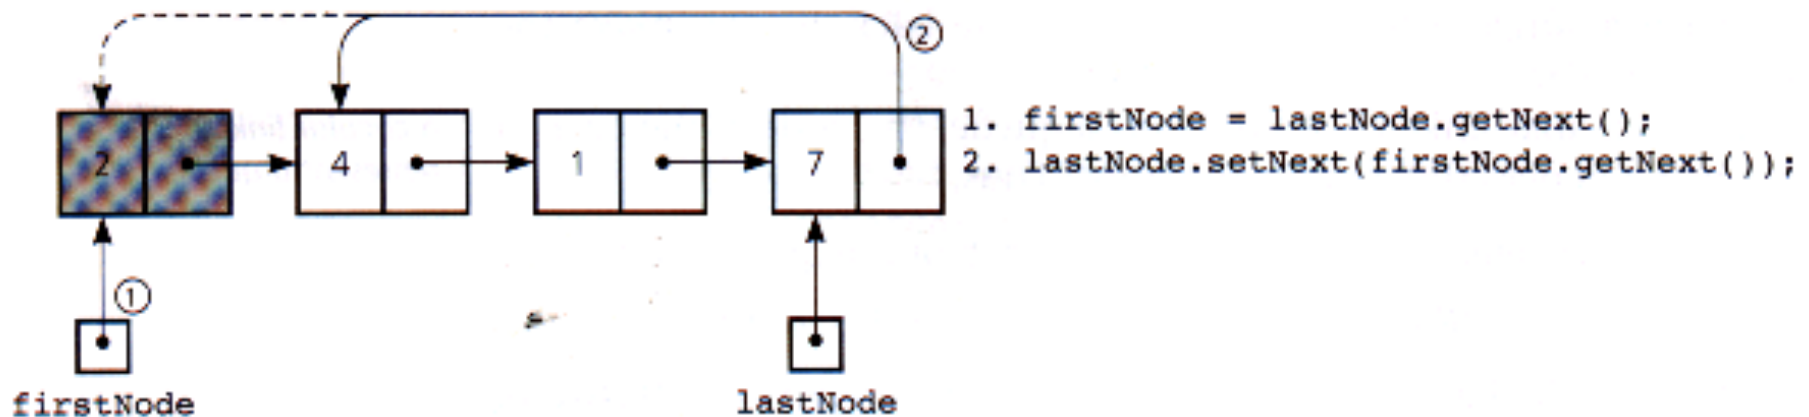 ②
2 4 1 7
1. firstNode = lastNode.getNext();
2. lastNode.setNext(firstNode.getNext());
①
firstNode lastNode